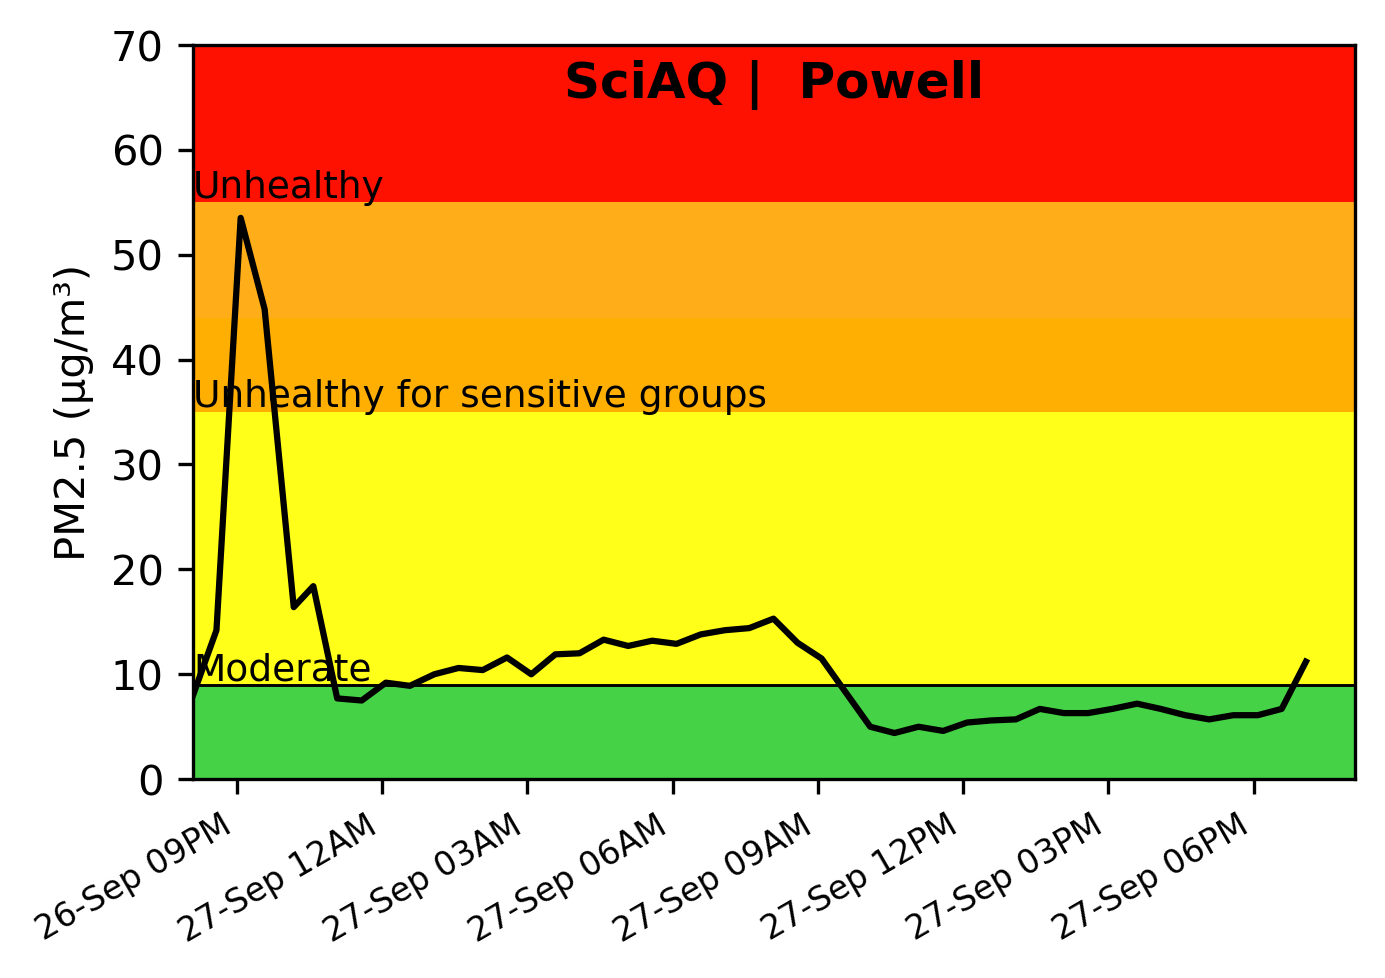 SciAQ | Powell
70
60
50
40
30
20
10
0
PM2.5 (µg/m³)
Unhealthy
Unhealthy for sensitive groups
Moderate
26-Sep 09PM
27-Sep 12AM
27-Sep 03AM
27-Sep 06AM
27-Sep 09AM
27-Sep 12PM
27-Sep 03PM
27-Sep 06PM